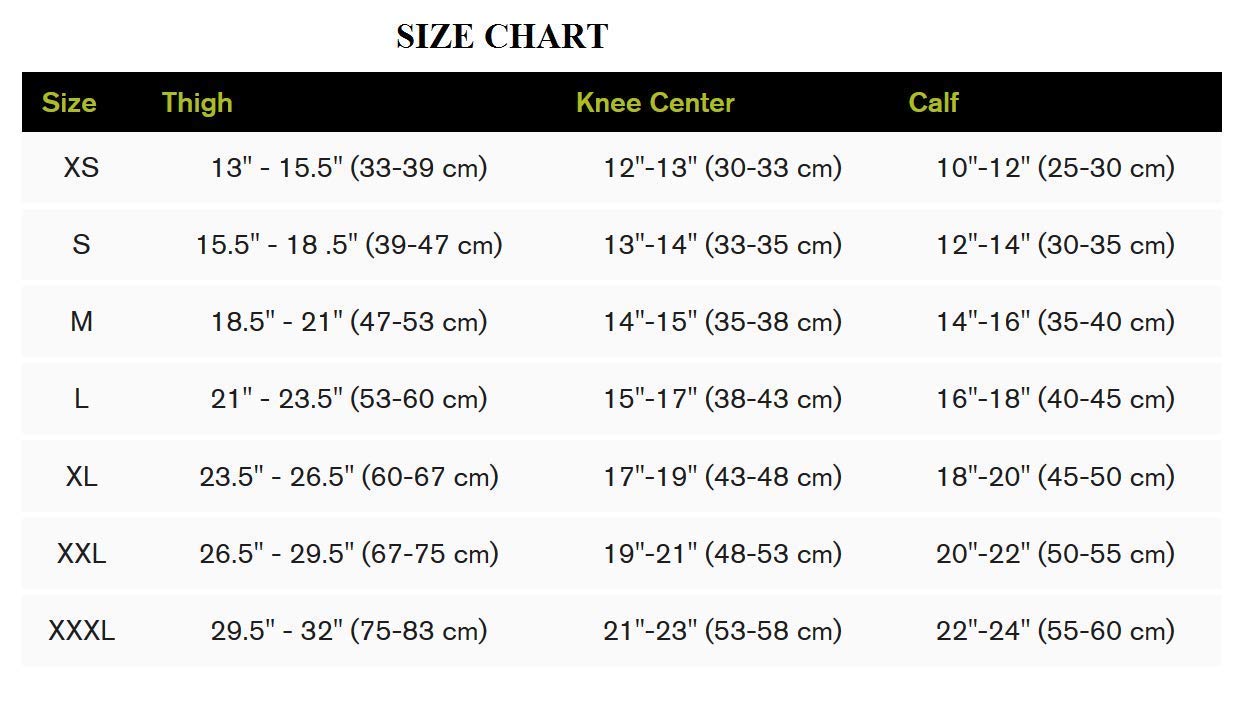 SIZE CHART
Size Thigh Knee Center Calf
XS 13" - 15.5" (33-39 cm) 12"-13" (30-33 cm) 10"-12" (25-30 cm)
S 15.5" - 18 .5" (39-47 cm) 13"-14" (33-35 cm) 12"-14" (30-35 cm)
M 18.5" - 21" (47-53 cm) 14"-15" (35-38 cm) 14"-16" (35-40 cm)
L 21" - 23.5" (53-60 cm) 15"-17" (38-43 cm) 16"-18" (40-45 cm)
XL 23.5" - 26.5" (60-67 cm) 17"-19" (43-48 cm) 18"-20" (45-50 cm)
XXL 26.5" - 29.5" (67-75 cm) 19"-21" (48-53 cm) 20"-22" (50-55 cm)
XXXL 29.5" - 32" (75-83 cm) 21"-23" (53-58 cm) 22"-24" (55-60 cm)